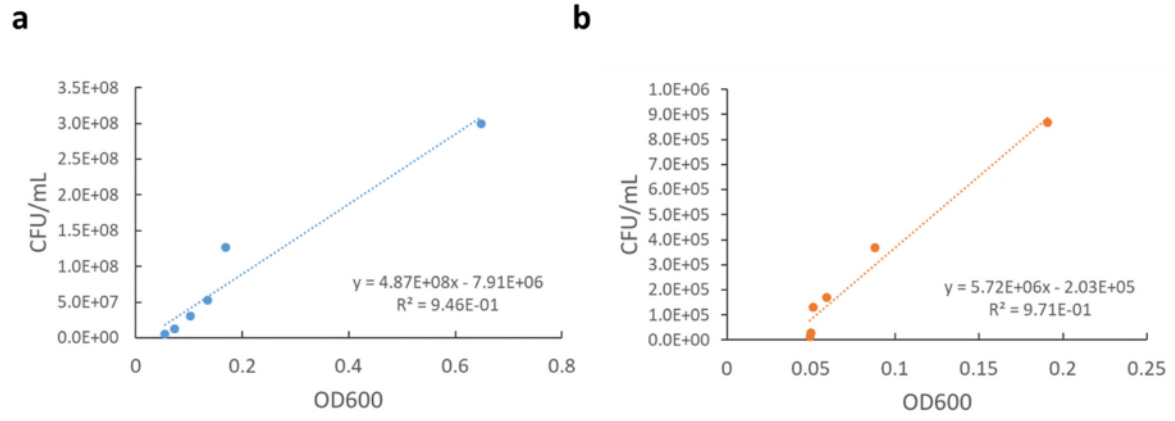 a
b
3.5E+08
3.0E+08
2.5E+08
2.0E+08
1.5E+08
1.0E+08
5.0E+07
0.0E+00
CFU/mL
y = 4.87E+08x - 7.91E+06
R² = 9.46E-01
0 0.2 0.4 0.6 0.8
OD600
1.0E+06
9.0E+05
8.0E+05
7.0E+05
6.0E+05
5.0E+05
4.0E+05
3.0E+05
2.0E+05
1.0E+05
0.0E+00
CFU/mL
y = 5.72E+06x - 2.03E+05
R² = 9.71E-01
0 0.05 0.1 0.15 0.2 0.25
OD600